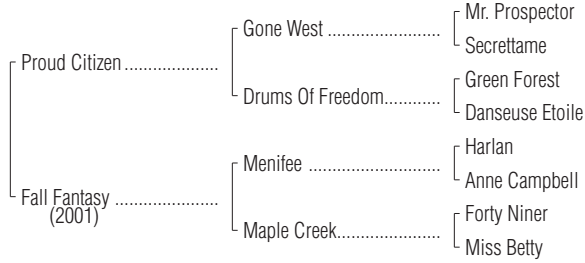 Mr. Prospector
Gone West ......................
Secrettame
Proud Citizen ...................
Green Forest
Drums Of Freedom...........
Danseuse Etoile
Harlan
Menifee ..........................
Anne Campbell
Fall Fantasy .....................
(2001)
Forty Niner
Maple Creek.....................
Miss Betty